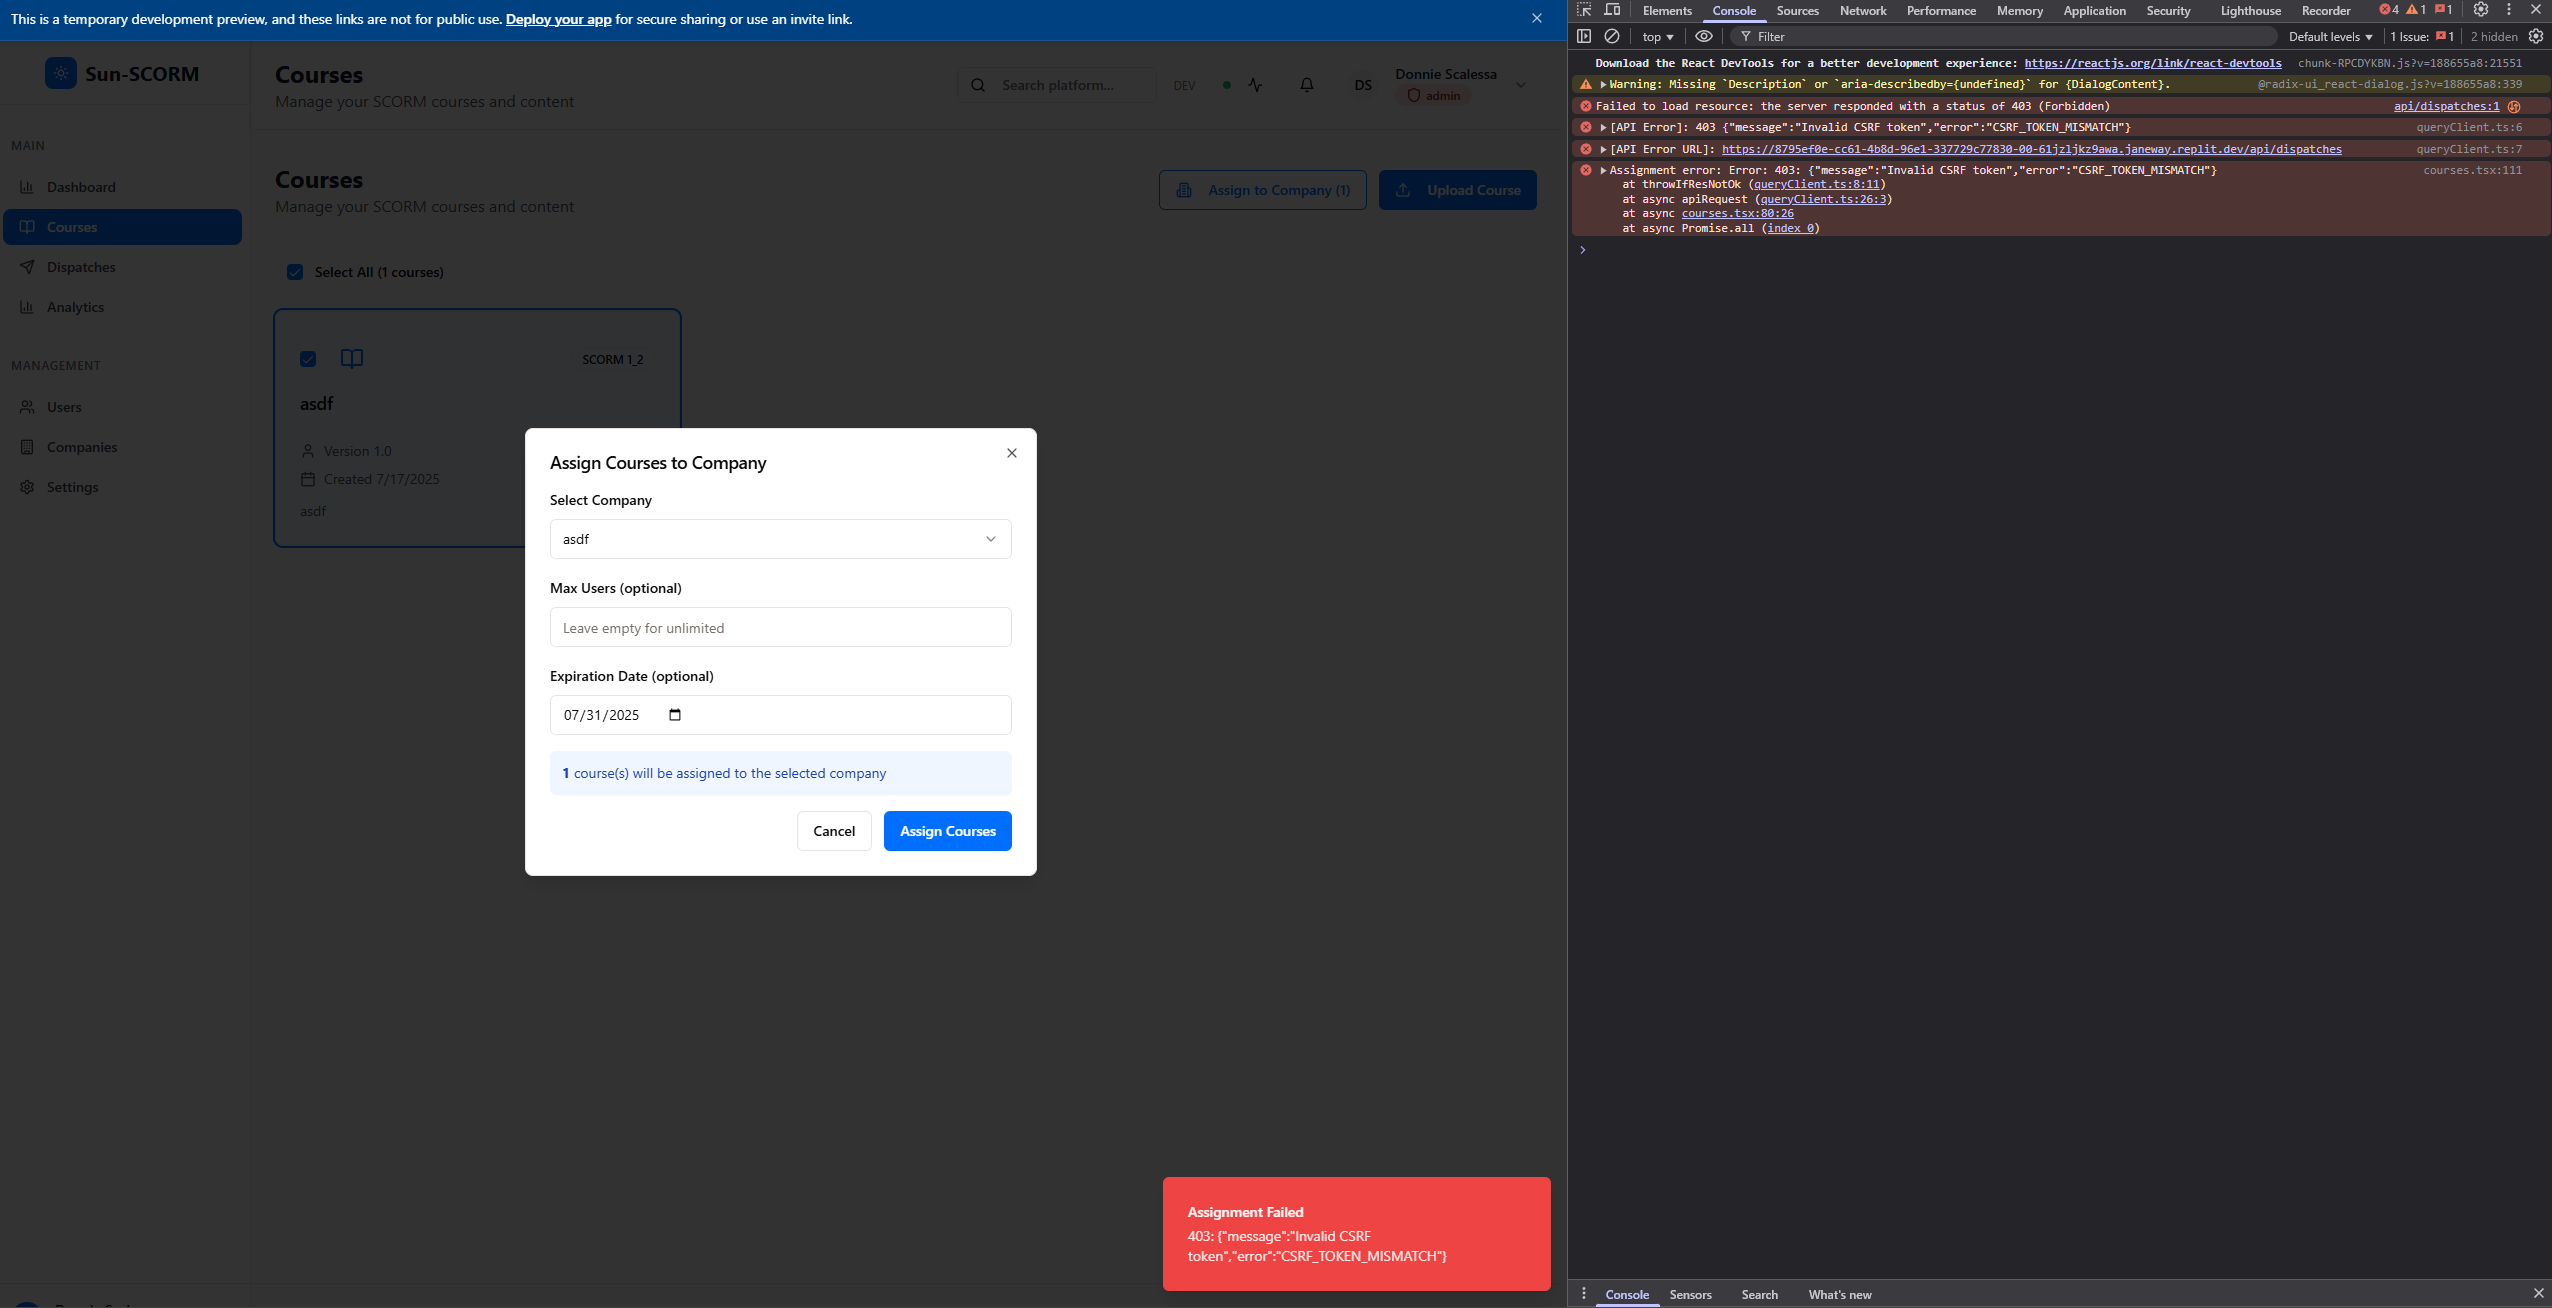 This is a temporary development preview, and these links are not for public use. Deploy your app for secure sharing or use an invite link.
Sun-SCORM
MAIN
Dashboard
Courses
Dispatches
Analytics
MANAGEMENT
Users
Companies
Settings
Courses
Manage your SCORM courses and content
Search platform...
DEV
DS
Donnie Scalessa
admin
Courses
Manage your SCORM courses and content
Assign to Company (1)
Upload Course
Select All (1 courses)
SCORM 1_2
asdf
Version 1.0
Created 7/17/2025
asdf
Assign Courses to Company
Select Company
asdf
Max Users (optional)
Leave empty for unlimited
Expiration Date (optional)
07/31/2025
1 course(s) will be assigned to the selected company
Cancel
Assign Courses
Assignment Failed
403: {"message":"Invalid CSRF
token","error":"CSRF_TOKEN_MISMATCH"}
Elements Console Sources Network Performance Memory Application Security Lighthouse Recorder 4 1 1
top Filter Default levels 1 Issue: 1 2 hidden
Download the React DevTools for a better development experience: https://reactjs.org/link/react-devtools chunk-RPCDYKBN.js?v=188655a8:21551
Warning: Missing `Description` or `aria-describedby={undefined}` for {DialogContent}. @radix-ui_react-dialog.js?v=188655a8:339
Failed to load resource: the server responded with a status of 403 (Forbidden) api/dispatches:1
[API Error]: 403 {"message":"Invalid CSRF token","error":"CSRF_TOKEN_MISMATCH"} queryClient.ts:6
[API Error URL]: https://8795ef0e-cc61-4b8d-96e1-337729c77830-00-61jzljkz9awa.janeway.replit.dev/api/dispatches queryClient.ts:7
Assignment error: Error: 403: {"message":"Invalid CSRF token","error":"CSRF_TOKEN_MISMATCH"} courses.tsx:111
at throwIfResNotOk (queryClient.ts:8:11)
at async apiRequest (queryClient.ts:26:3)
at async courses.tsx:80:26
at async Promise.all (index 0)
Console Sensors Search What's new